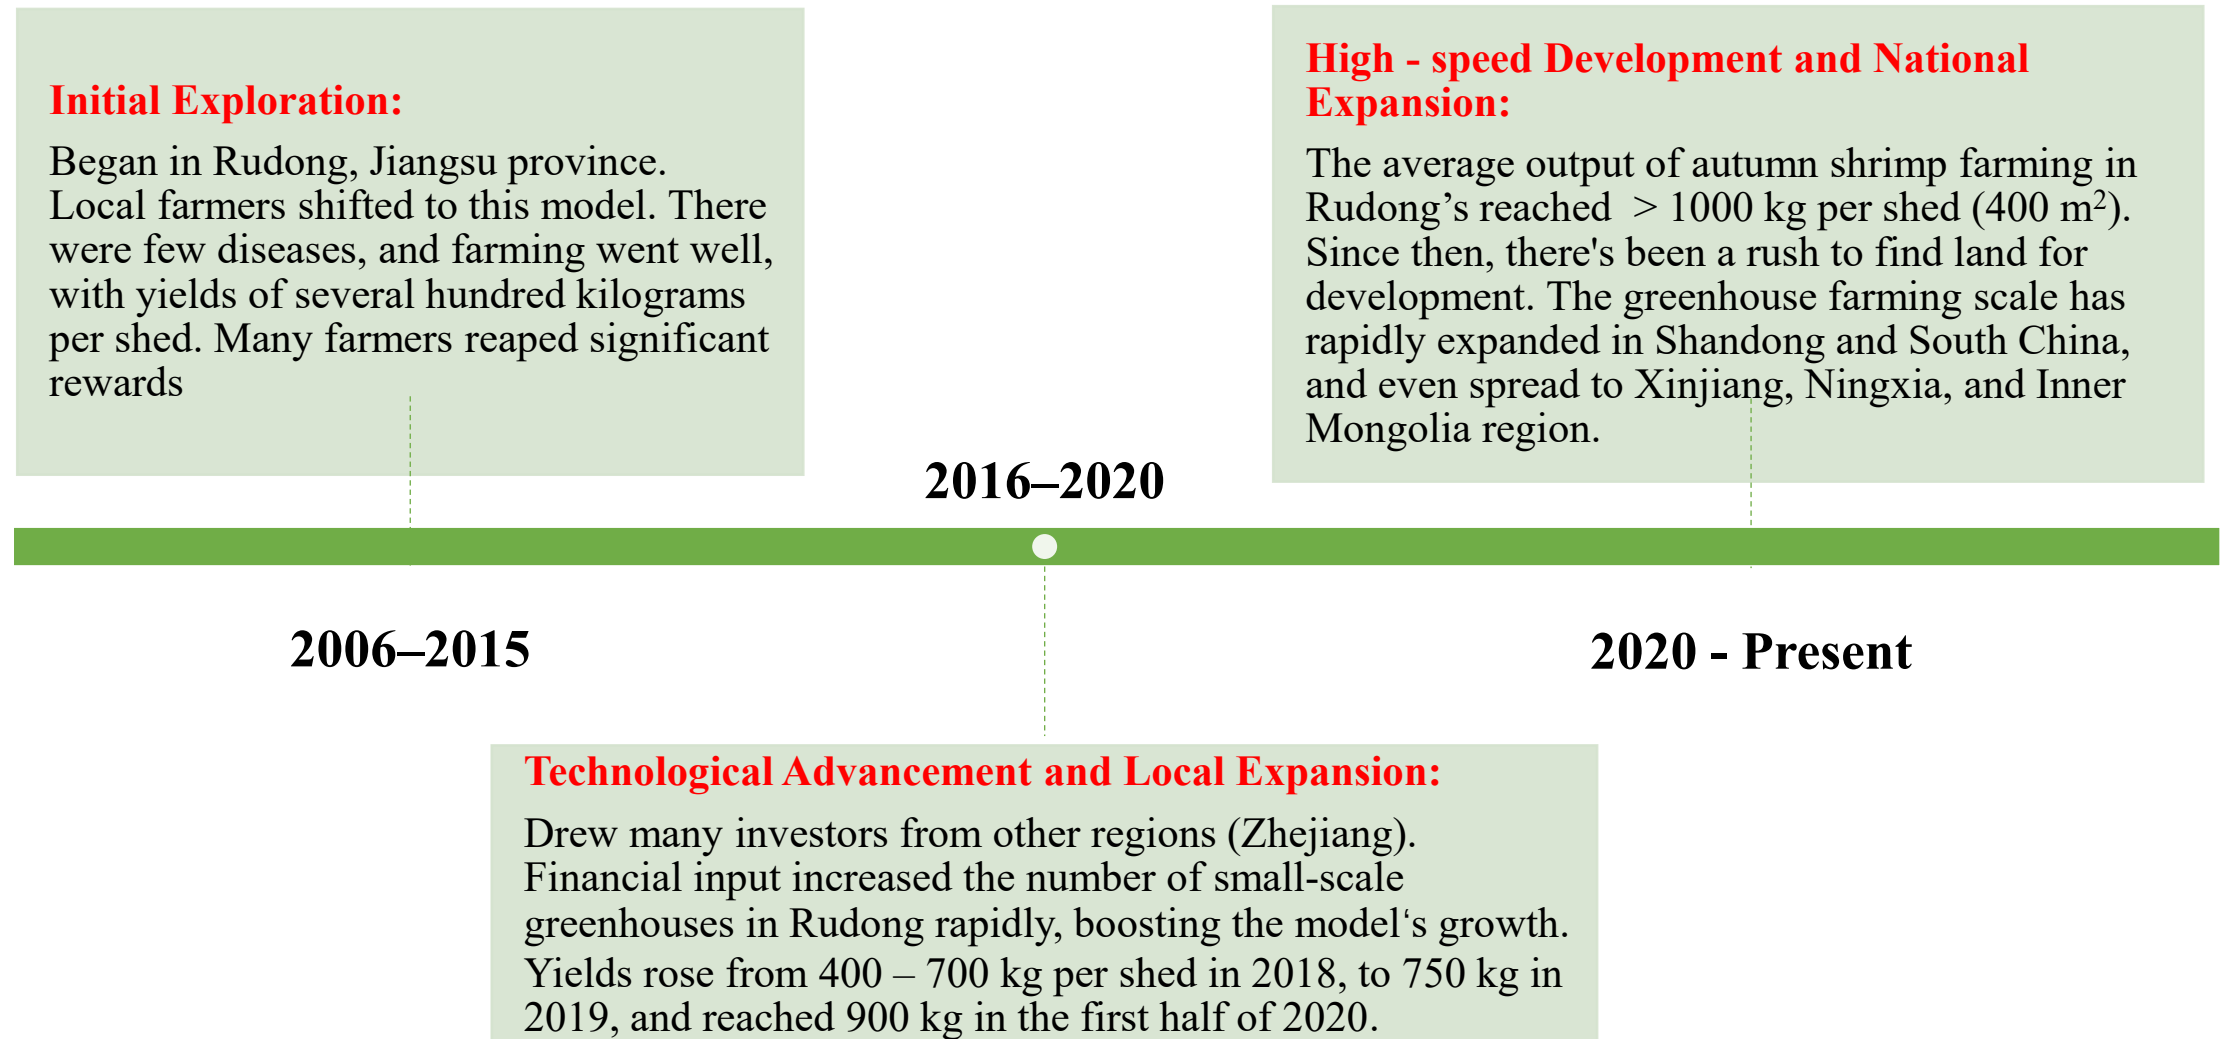 Initial Exploration:
Began in Rudong, Jiangsu province.
Local farmers shifted to this model. There
were few diseases, and farming went well,
with yields of several hundred kilograms
per shed. Many farmers reaped significant
rewards
2006–2015
2016–2020
Technological Advancement and Local Expansion:
Drew many investors from other regions (Zhejiang).
Financial input increased the number of small-scale
greenhouses in Rudong rapidly, boosting the model‘s growth.
Yields rose from 400 – 700 kg per shed in 2018, to 750 kg in
2019, and reached 900 kg in the first half of 2020.
High - speed Development and National
Expansion:
The average output of autumn shrimp farming in
Rudong’s reached  > 1000 kg per shed (400 m²).
Since then, there's been a rush to find land for
development. The greenhouse farming scale has
rapidly expanded in Shandong and South China,
and even spread to Xinjiang, Ningxia, and Inner
Mongolia region.
2020 - Present